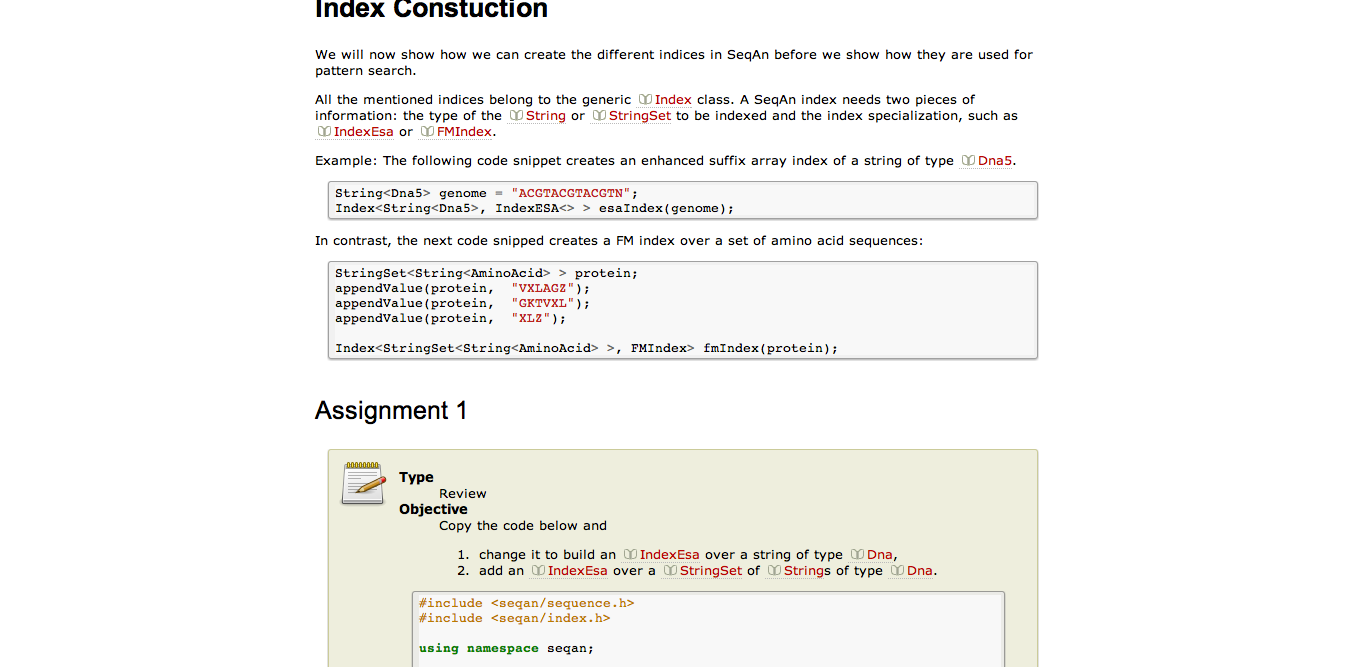 Index Constuction
We will now show how we can create the different indices in SeqAn before we show how they are used for
pattern search.
All the mentioned indices belong to the generic Index class. A SeqAn index needs two pieces of
information: the type of the String or StringSet to be indexed and the index specialization, such as
IndexEsa or FMIndex.
Example: The following code snippet creates an enhanced suffix array index of a string of type Dna5.
String<Dna5> genome = "ACGTACGTACGTN";
Index<String<Dna5>, IndexESA<> > esaIndex(genome);
In contrast, the next code snipped creates a FM index over a set of amino acid sequences:
StringSet<String<AminoAcid> > protein;
appendValue(protein,  "VXLAGZ");
appendValue(protein,  "GKTVXL");
appendValue(protein,  "XLZ");
Index<StringSet<String<AminoAcid> >, FMIndex> fmIndex(protein);
Assignment 1
Type
Review
Objective
Copy the code below and
1. change it to build an IndexEsa over a string of type Dna,
2. add an IndexEsa over a StringSet of Strings of type Dna.
#include <seqan/sequence.h>
#include <seqan/index.h>
using namespace seqan;